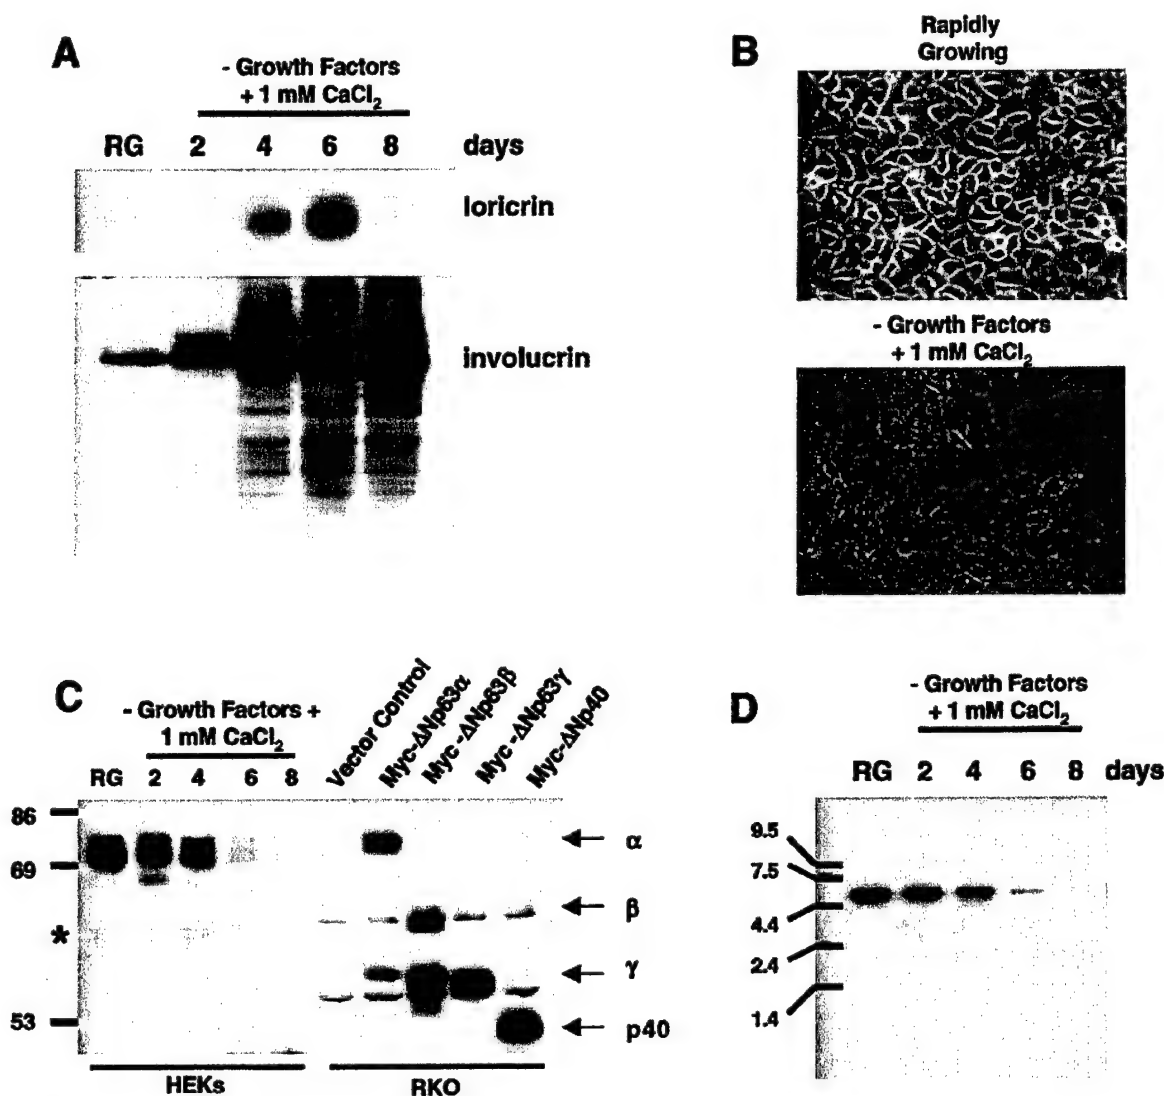 A
- Growth Factors
+ 1 mM CaCl2
RG 2 4 6 8 days
loricrin
involucrin
B
Rapidly
Growing
- Growth Factors
+ 1 mM CaCl2
C
- Growth Factors +
1 mM CaCl2
RG 2 4 6 8
Vector Control
Myc-ΔNp63α
Myc -ΔNp63β
Myc -ΔNp63γ
Myc-ΔNp40
86
69
*
53
α
β
γ
p40
HEKs
RKO
D
- Growth Factors
+ 1 mM CaCl2
RG 2 4 6 8 days
9.5
7.5
4.4
2.4
1.4